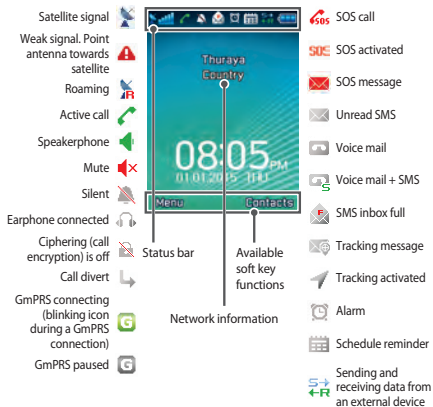 Satellite signal
Weak signal. Point
antenna towards
satellite
Roaming
Active call
Speakerphone
Mute
Silent
Earphone connected
Ciphering (call
encryption) is off
Call divert
GmPRS connecting
(blinking icon
during a GmPRS
connection)
GmPRS paused
Thuraya
Country
08:05 PM
01.01.2015 THU
Menu
Contacts
Status bar
Available
soft key
functions
Network information
SOS
SOS call
SOS
SOS activated
SOS message
Unread SMS
Voice mail
S
Voice mail + SMS
F
SMS inbox full
Tracking message
Tracking activated
Alarm
Schedule reminder
S
R
Sending and
receiving data from
an external device
R
G
G